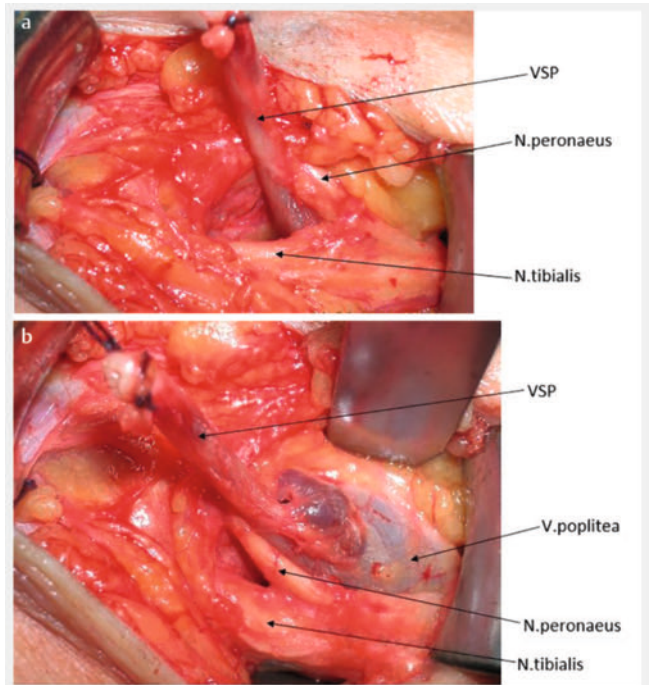 a
VSP
N.peronaeus
N.tibialis
b
VSP
V.poplitea
N.peronaeus
N.tibialis